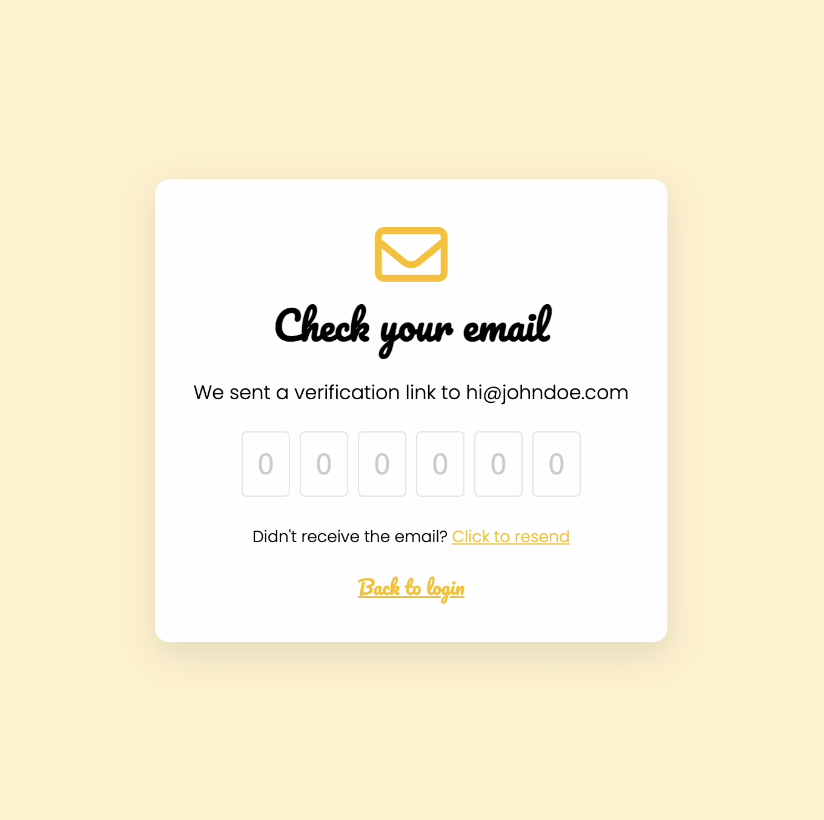 Check your email
We sent a verification link to hi@johndoe.com
0 0 0 0 0 0
Didn't receive the email? Click to resend
Back to login